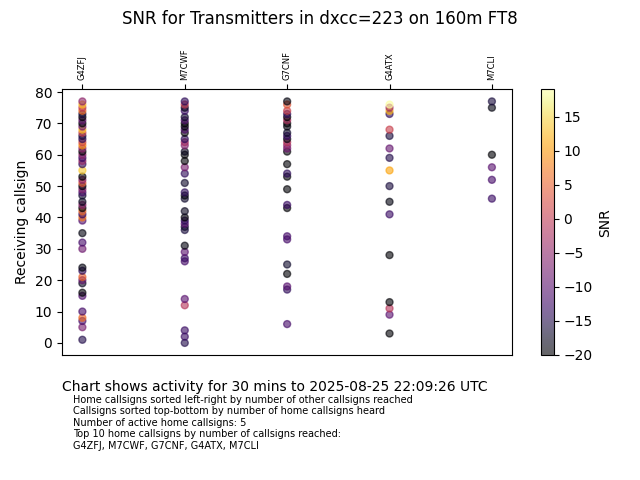 SNR for Transmitters in dxcc=223 on 160m FT8
G4ZFJ M7CWF G7CNF G4ATX M7CLI
80
70
60
50
40
30
20
10
0
Receiving callsign
15
10
5
0
−5
−10
−15
−20
SNR
Chart shows activity for 30 mins to 2025-08-25 22:09:26 UTC
Home callsigns sorted left-right by number of other callsigns reached
Callsigns sorted top-bottom by number of home callsigns heard
Number of active home callsigns: 5
Top 10 home callsigns by number of callsigns reached:
G4ZFJ, M7CWF, G7CNF, G4ATX, M7CLI